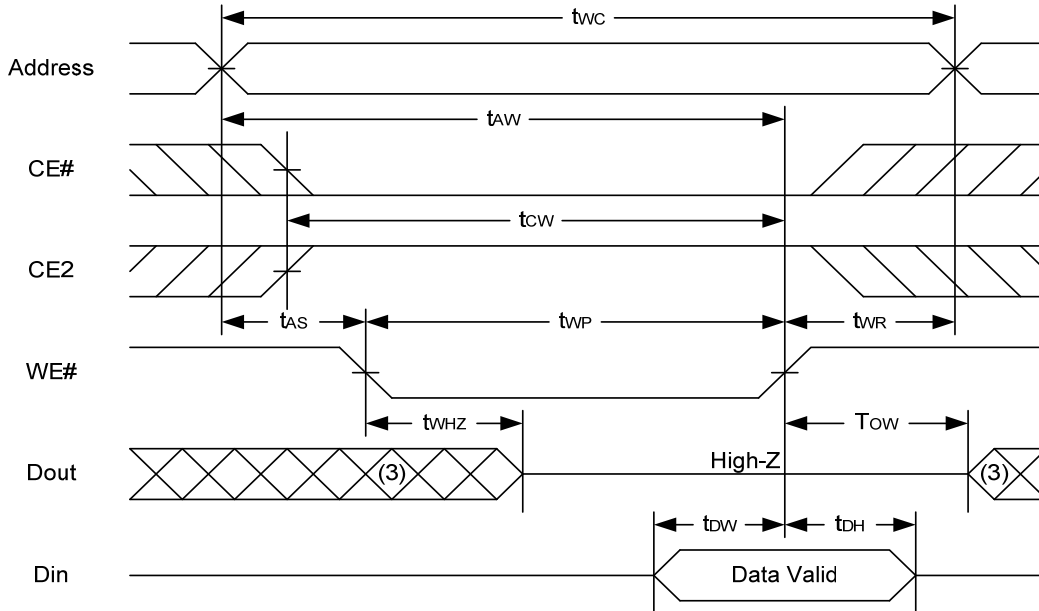 tWC
Address
tAW
CE#
tCW
CE2
tAS tWP tWR
WE#
tWHZ TOW
Dout (3) High-Z (3)
tDW tDH
Din Data Valid